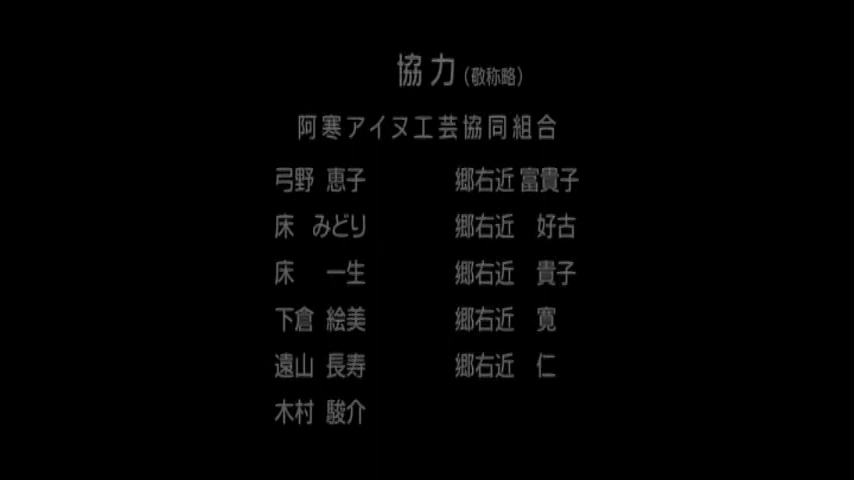 協力(敬称略)
阿寒アイヌ工芸協同組合
弓野 恵子 郷右近 富貴子
床 みどり 郷右近 好古
床 一生 郷右近 貴子
下倉 絵美 郷右近 寛
遠山 長寿 郷右近 仁
木村 駿介